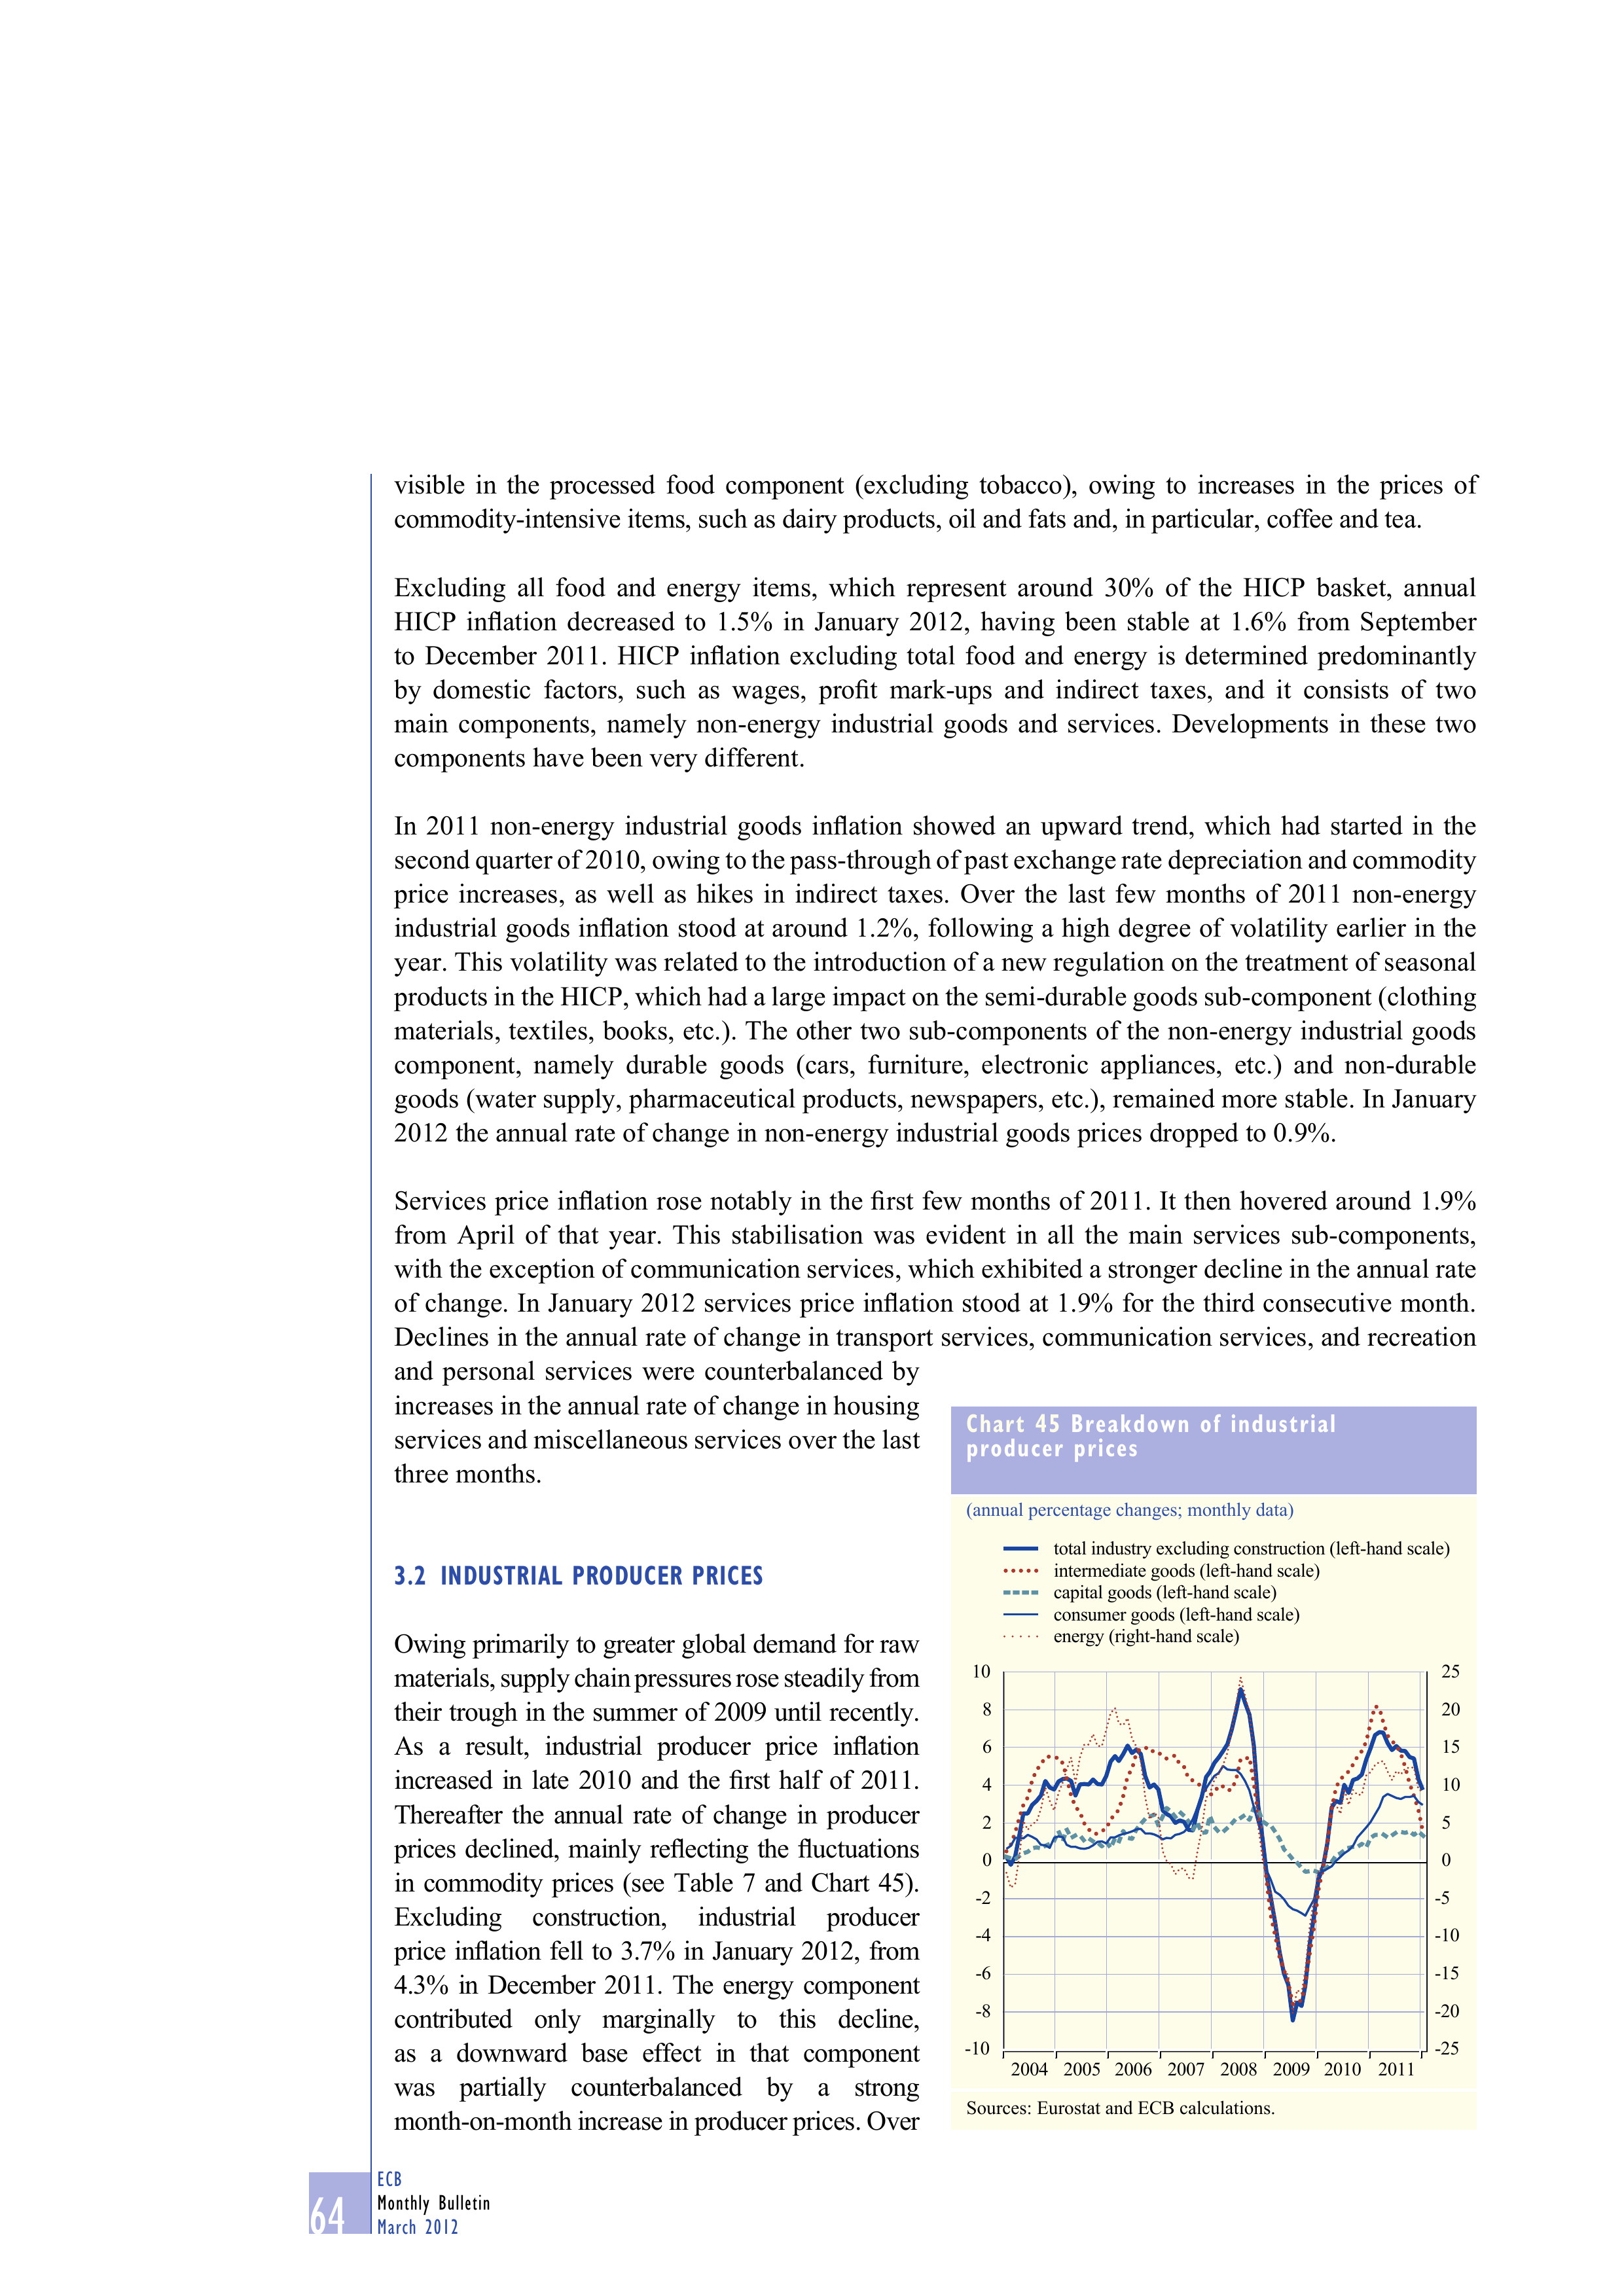 visible in the processed food component (excluding tobacco), owing to increases in the prices of
commodity-intensive items, such as dairy products, oil and fats and, in particular, coffee and tea.
Excluding all food and energy items, which represent around 30% of the HICP basket, annual
HICP inflation decreased to 1.5% in January 2012, having been stable at 1.6% from September
to December 2011. HICP inflation excluding total food and energy is determined predominantly
by domestic factors, such as wages, profit mark-ups and indirect taxes, and it consists of two
main components, namely non-energy industrial goods and services. Developments in these two
components have been very different.
In 2011 non-energy industrial goods inflation showed an upward trend, which had started in the
second quarter of 2010, owing to the pass-through of past exchange rate depreciation and commodity
price increases, as well as hikes in indirect taxes. Over the last few months of 2011 non-energy
industrial goods inflation stood at around 1.2%, following a high degree of volatility earlier in the
year. This volatility was related to the introduction of a new regulation on the treatment of seasonal
products in the HICP, which had a large impact on the semi-durable goods sub-component (clothing
materials, textiles, books, etc.). The other two sub-components of the non-energy industrial goods
component, namely durable goods (cars, furniture, electronic appliances, etc.) and non-durable
goods (water supply, pharmaceutical products, newspapers, etc.), remained more stable. In January
2012 the annual rate of change in non-energy industrial goods prices dropped to 0.9%.
Services price inflation rose notably in the first few months of 2011. It then hovered around 1.9%
from April of that year. This stabilisation was evident in all the main services sub-components,
with the exception of communication services, which exhibited a stronger decline in the annual rate
of change. In January 2012 services price inflation stood at 1.9% for the third consecutive month.
Declines in the annual rate of change in transport services, communication services, and recreation
and personal services were counterbalanced by
increases in the annual rate of change in housing
services and miscellaneous services over the last
three months.
3.2 INDUSTRIAL PRODUCER PRICES
Owing primarily to greater global demand for raw
materials, supply chain pressures rose steadily from
their trough in the summer of 2009 until recently.
As a result, industrial producer price inflation
increased in late 2010 and the first half of 2011.
Thereafter the annual rate of change in producer
prices declined, mainly reflecting the fluctuations
in commodity prices (see Table 7 and Chart 45).
Excluding construction, industrial producer
price inflation fell to 3.7% in January 2012, from
4.3% in December 2011. The energy component
contributed only marginally to this decline,
as a downward base effect in that component
was partially counterbalanced by a strong
month-on-month increase in producer prices. Over
Chart 45 Breakdown of industrial
producer prices
(annual percentage changes; monthly data)
total industry excluding construction (left-hand scale)
intermediate goods (left-hand scale)
capital goods (left-hand scale)
consumer goods (left-hand scale)
energy (right-hand scale)
10 25
8 20
6 15
4 10
2 5
0 0
-2 -5
-4 -10
-6 -15
-8 -20
-10 -25
2004 2005 2006 2007 2008 2009 2010 2011
Sources: Eurostat and ECB calculations.
64
ECB
Monthly Bulletin
March 2012